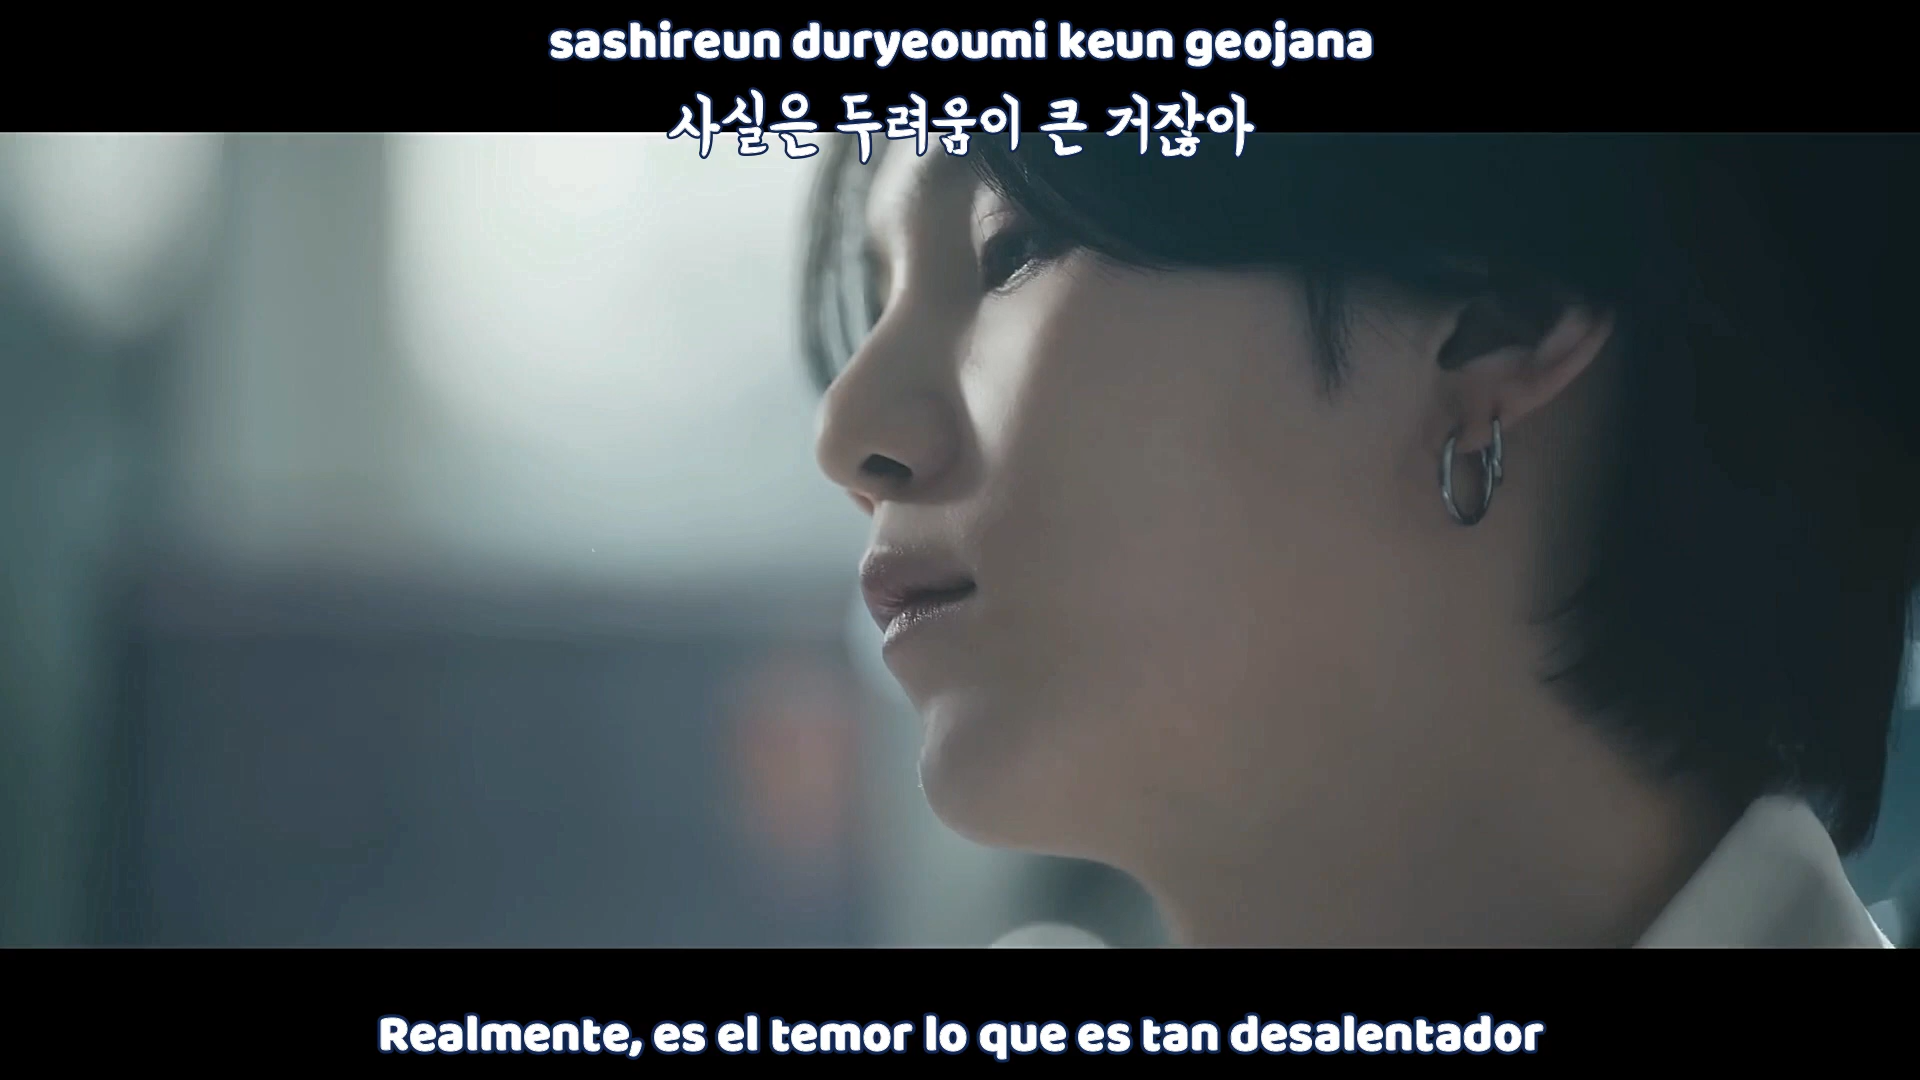 sashireun duryeoumi keun geojana
사실은 두려움이 큰 거잖아
Realmente, es el temor lo que es tan desalentador